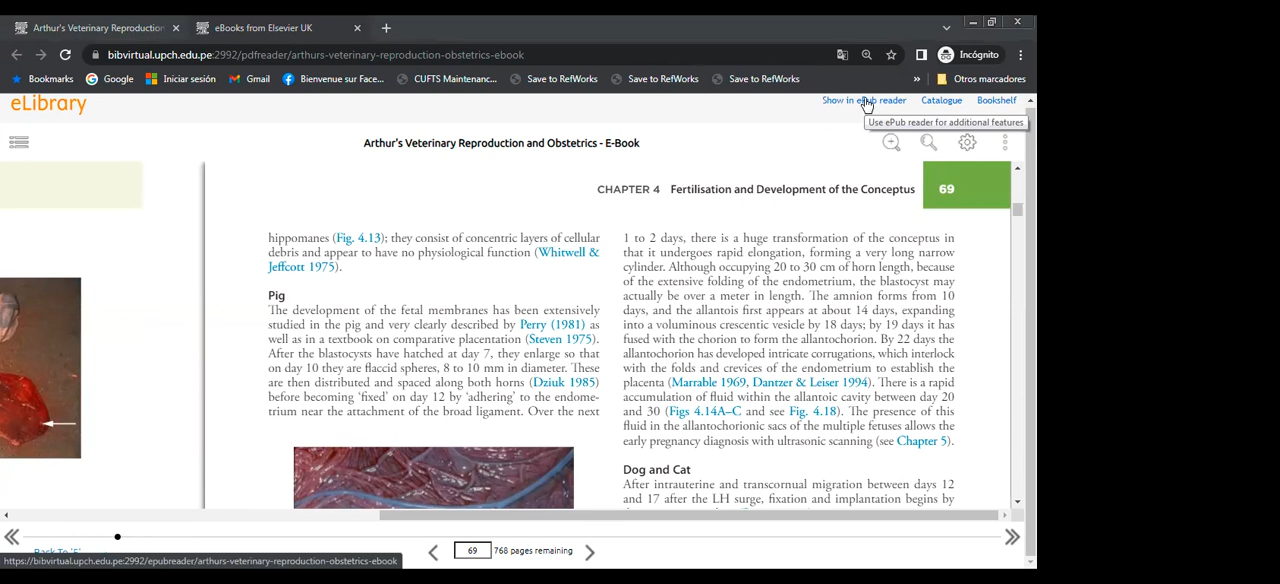 Arthur's Veterinary Reproduction
eBooks from Elsevier UK
bibvirtual.upch.edu.pe:2992/pdfreader/arthurs-veterinary-reproduction-obstetrics-ebook
Incógnito
Bookmarks
Google
Iniciar sesión
Gmail
Bienvenue sur Face...
CUFTS Maintenanc...
Save to RefWorks
Save to RefWorks
Save to RefWorks
»
Otros marcadores
eLibrary
Show in ePub reader
Catalogue
Bookshelf
Use ePub reader for additional features
Arthur's Veterinary Reproduction and Obstetrics - E-Book
CHAPTER 4 Fertilisation and Development of the Conceptus
69
hippomanes (Fig. 4.13); they consist of concentric layers of cellular
debris and appear to have no physiological function (Whitwell &
Jeffcott 1975).
Pig
The development of the fetal membranes has been extensively
studied in the pig and very clearly described by Perry (1981) as
well as in a textbook on comparative placentation (Steven 1975).
After the blastocysts have hatched at day 7, they enlarge so that
on day 10 they are flaccid spheres, 8 to 10 mm in diameter. These
are then distributed and spaced along both horns (Dziuk 1985)
before becoming 'fixed' on day 12 by 'adhering' to the endome-
trium near the attachment of the broad ligament. Over the next
1 to 2 days, there is a huge transformation of the conceptus in
that it undergoes rapid elongation, forming a very long narrow
cylinder. Although occupying 20 to 30 cm of horn length, because
of the extensive folding of the endometrium, the blastocyst may
actually be over a meter in length. The amnion forms from 10
days, and the allantois first appears at about 14 days, expanding
into a voluminous crescentic vesicle by 18 days; by 19 days it has
fused with the chorion to form the allantochorion. By 22 days the
allantochorion has developed intricate corrugations, which interlock
with the folds and crevices of the endometrium to establish the
placenta (Marrable 1969, Dantzer & Leiser 1994). There is a rapid
accumulation of fluid within the allantoic cavity between day 20
and 30 (Figs 4.14A–C and see Fig. 4.18). The presence of this
fluid in the allantochorionic sacs of the multiple fetuses allows the
early pregnancy diagnosis with ultrasonic scanning (see Chapter 5).
Dog and Cat
After intrauterine and transcornual migration between days 12
and 17 after the LH surge, fixation and implantation begins by
69
768 pages remaining
https://bibvirtual.upch.edu.pe:2992/epubreader/arthurs-veterinary-reproduction-obstetrics-ebook